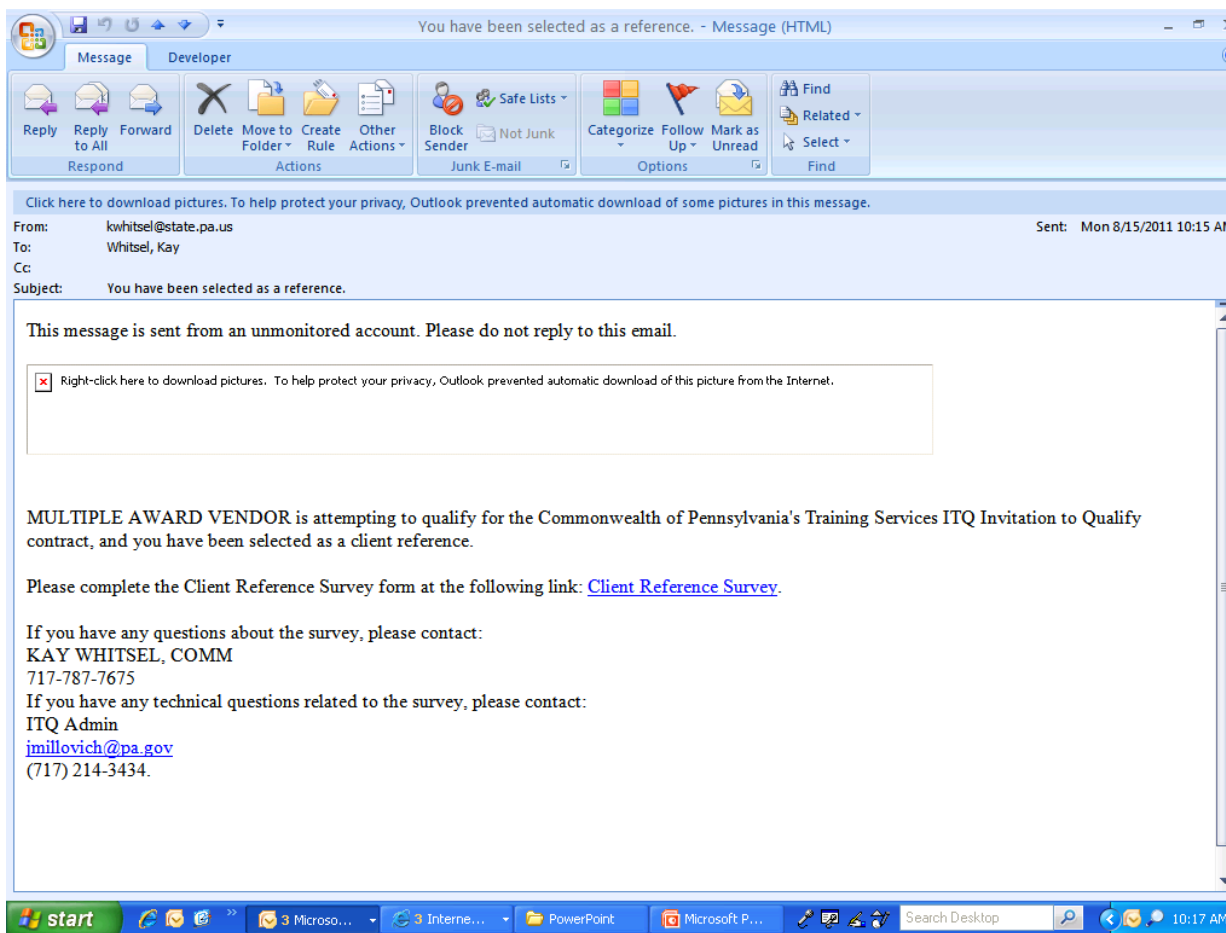 You have been selected as a reference. - Message (HTML)
Message Developer
Reply Reply to All Forward Delete Move to Folder Create Rule Other Actions Block Sender Safe Lists Not Junk Categorize Follow Up Mark as Unread Find Related Select
Respond Actions Junk E-mail Options Find
Click here to download pictures. To help protect your privacy, Outlook prevented automatic download of some pictures in this message.
From: kwhitsel@state.pa.us Sent: Mon 8/15/2011 10:15 AM
To: Whitsel, Kay
Cc:
Subject: You have been selected as a reference.
This message is sent from an unmonitored account. Please do not reply to this email.
Right-click here to download pictures. To help protect your privacy, Outlook prevented automatic download of this picture from the Internet.
MULTIPLE AWARD VENDOR is attempting to qualify for the Commonwealth of Pennsylvania's Training Services ITQ Invitation to Qualify
contract, and you have been selected as a client reference.
Please complete the Client Reference Survey form at the following link: Client Reference Survey.
If you have any questions about the survey, please contact:
KAY WHITSEL, COMM
717-787-7675
If you have any technical questions related to the survey, please contact:
ITQ Admin
jmillovich@pa.gov
(717) 214-3434.
start 3 Microso... 3 Interne... PowerPoint Microsoft P... Search Desktop 10:17 AM